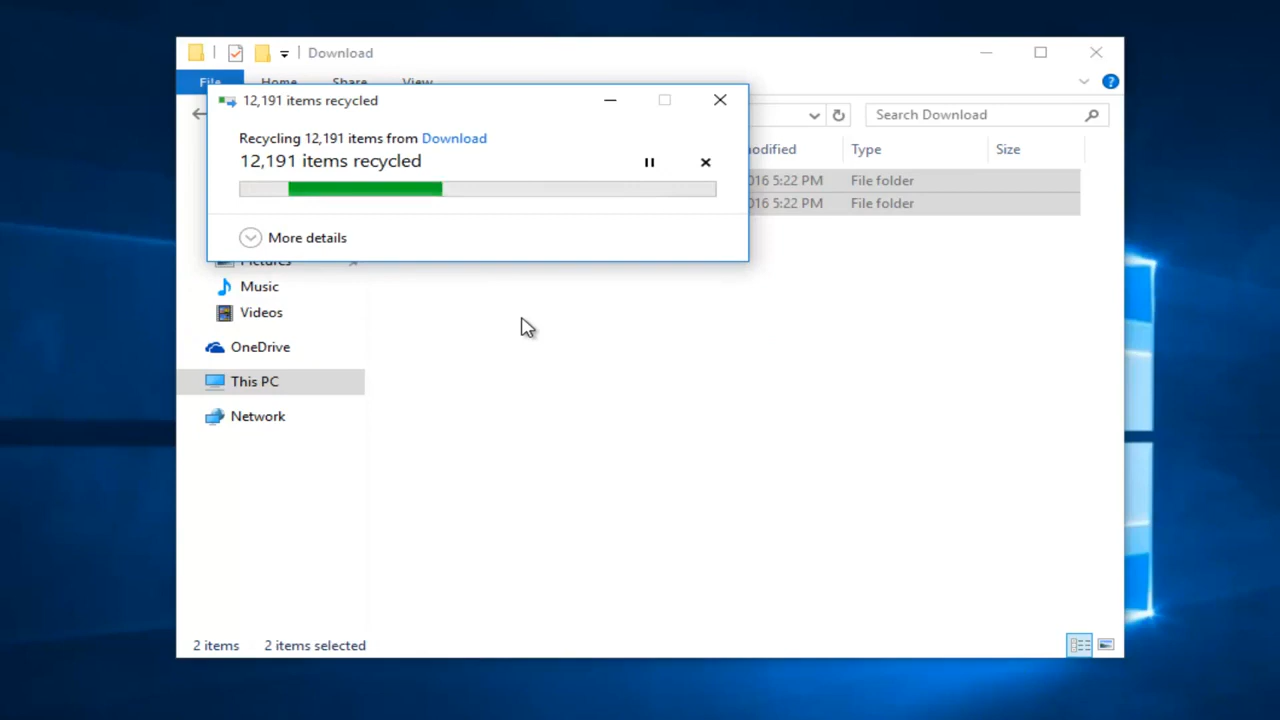 Download
File Home Share View
12,191 items recycled
Recycling 12,191 items from Download
12,191 items recycled
More details
Search Download
Type Size
016 5:22 PM File folder
016 5:22 PM File folder
Pictures
Music
Videos
OneDrive
This PC
Network
2 items 2 items selected